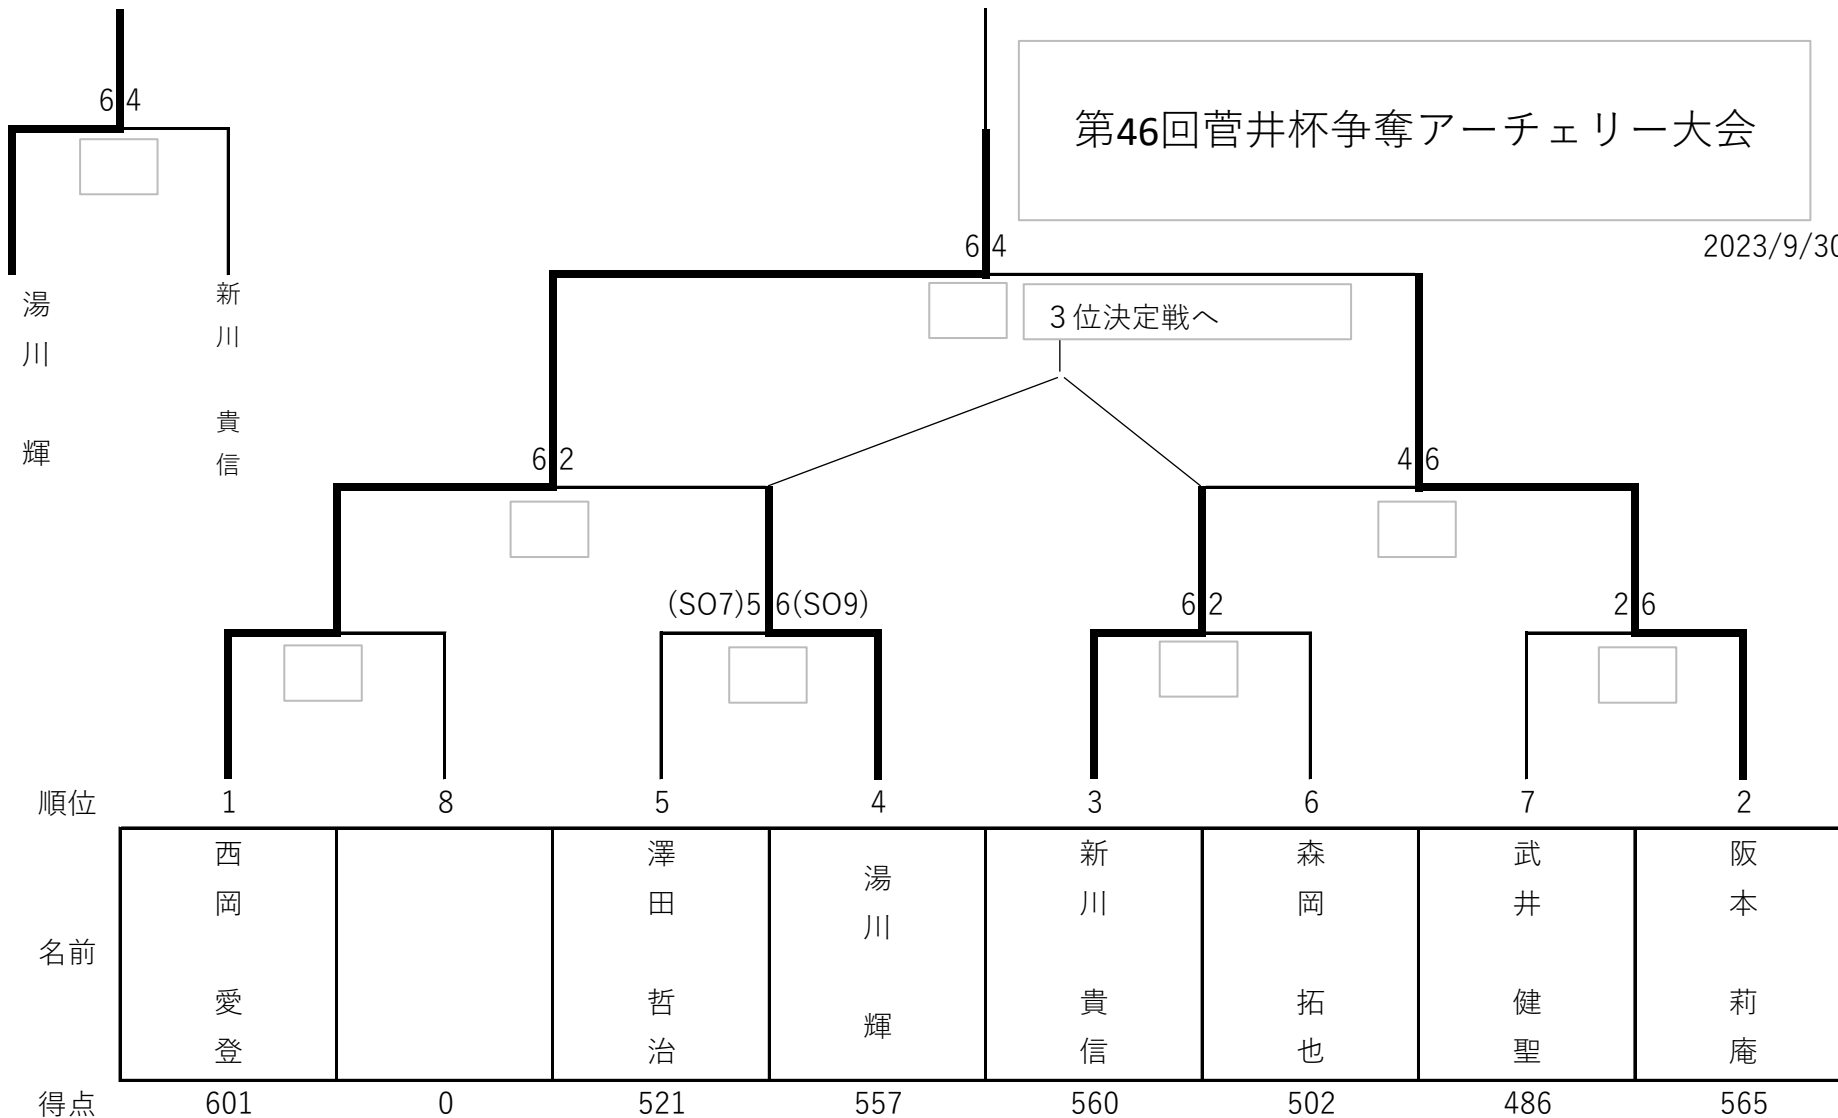 6 4
第46回菅井杯争奪アーチェリー大会
6 4
2023/9/30
湯川 輝
新川 貴信
3位決定戦へ
6 2
4 6
(SO7)5 6(SO9)
6 2
2 6
順位 1 8 5 4 3 6 7 2
名前 西岡 愛登 澤田 哲治 湯川 輝 新川 貴信 森岡 拓也 武井 健聖 阪本 莉庵
得点 601 0 521 557 560 502 486 565